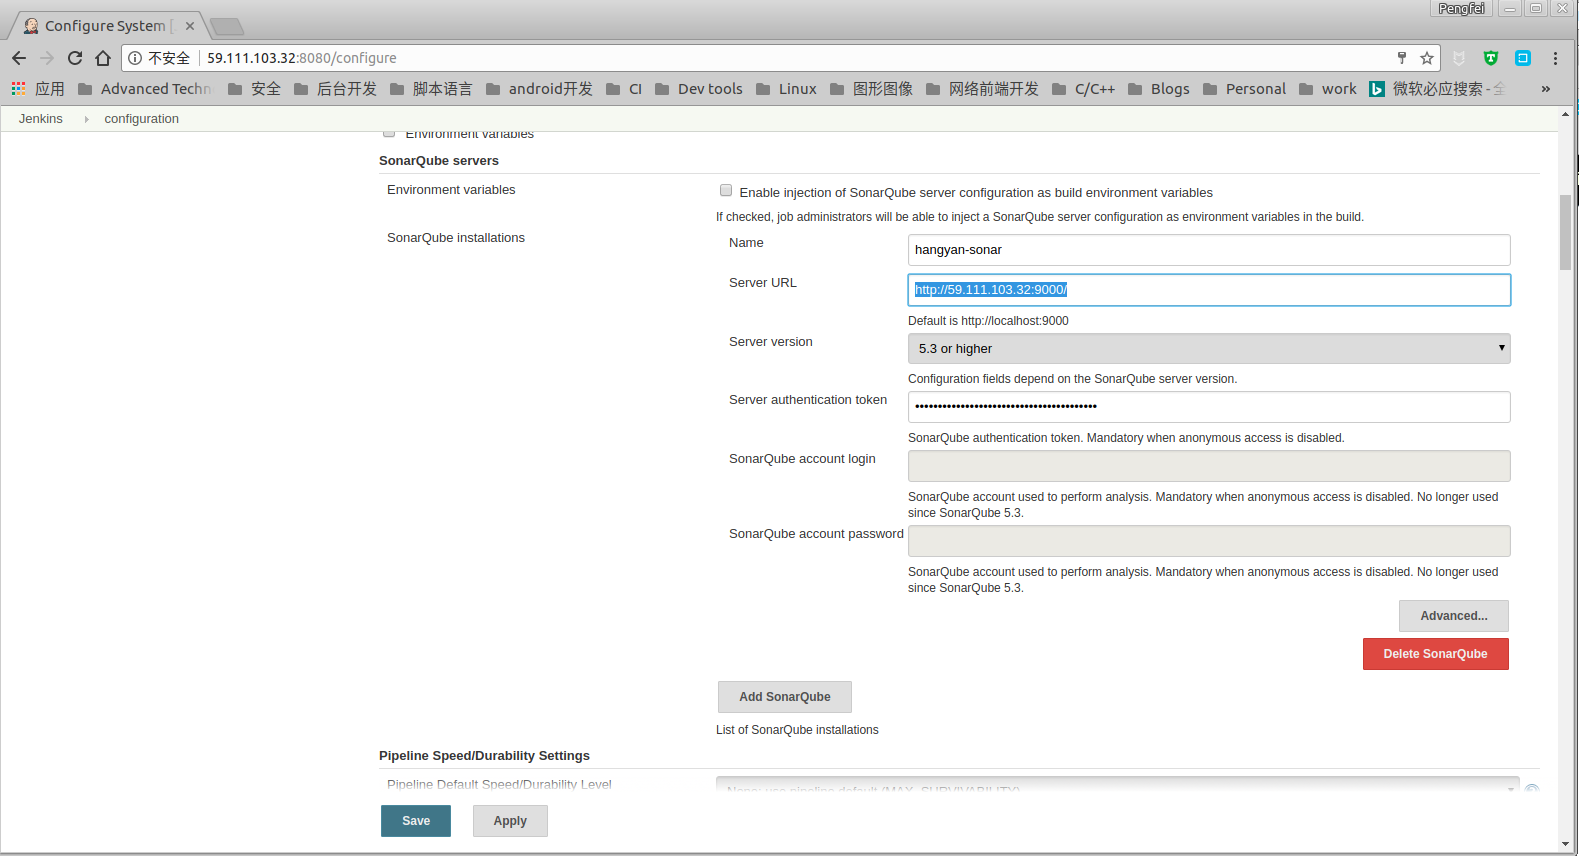 Pengfei
Configure System [
不安全 59.111.103.32:8080/configure
应用 Advanced Techn 安全 后台开发 脚本语言 android开发 CI Dev tools Linux 图形图像 网络前端开发 C/C++ Blogs Personal work 微软必应搜索 - 全 »
Jenkins configuration
Environment variables
SonarQube servers
Environment variables
Enable injection of SonarQube server configuration as build environment variables
If checked, job administrators will be able to inject a SonarQube server configuration as environment variables in the build.
SonarQube installations
Name
hangyan-sonar
Server URL
http://59.111.103.32:9000/
Default is http://localhost:9000
Server version
5.3 or higher
Configuration fields depend on the SonarQube server version.
Server authentication token
••••••••••••••••••••••••••••••••••••••••
SonarQube authentication token. Mandatory when anonymous access is disabled.
SonarQube account login
SonarQube account used to perform analysis. Mandatory when anonymous access is disabled. No longer used
since SonarQube 5.3.
SonarQube account password
SonarQube account used to perform analysis. Mandatory when anonymous access is disabled. No longer used
since SonarQube 5.3.
Advanced...
Delete SonarQube
Add SonarQube
List of SonarQube installations
Pipeline Speed/Durability Settings
Pipeline Default Speed/Durability Level
None: use pipeline default (MAX_SURVIVABILITY)
Save Apply